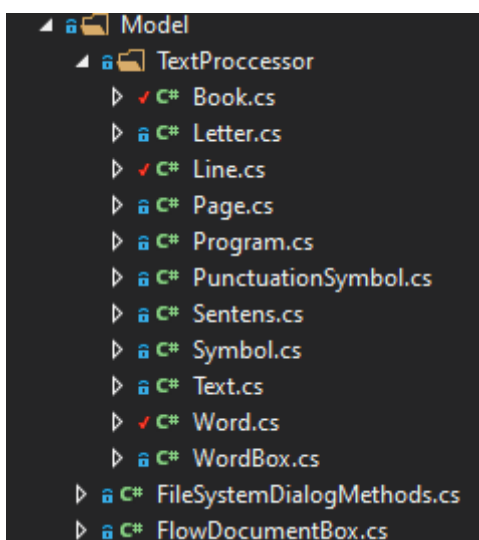 Model
TextProccessor
C# Book.cs
C# Letter.cs
C# Line.cs
C# Page.cs
C# Program.cs
C# PunctuationSymbol.cs
C# Sentens.cs
C# Symbol.cs
C# Text.cs
C# Word.cs
C# WordBox.cs
C# FileSystemDialogMethods.cs
C# FlowDocumentBox.cs